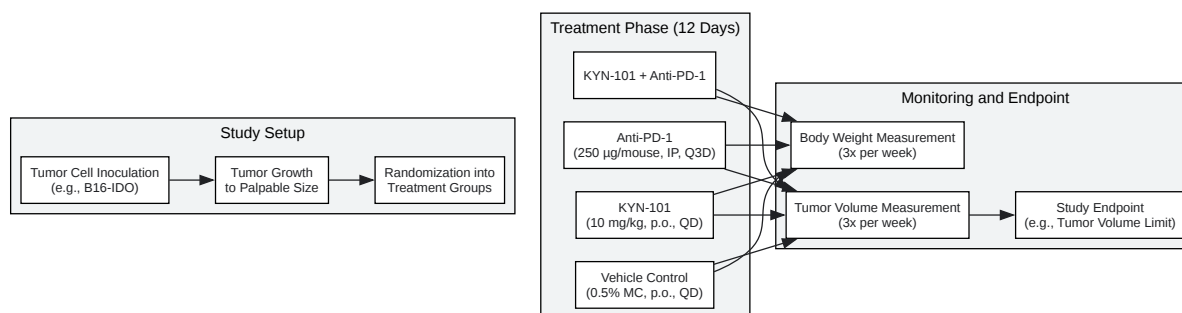 Study Setup
Tumor Cell Inoculation
(e.g., B16-IDO)
Tumor Growth
to Palpable Size
Randomization into
Treatment Groups
Treatment Phase (12 Days)
KYN-101 + Anti-PD-1
Anti-PD-1
(250 µg/mouse, IP, Q3D)
KYN-101
(10 mg/kg, p.o., QD)
Vehicle Control
(0.5% MC, p.o., QD)
Monitoring and Endpoint
Body Weight Measurement
(3x per week)
Tumor Volume Measurement
(3x per week)
Study Endpoint
(e.g., Tumor Volume Limit)